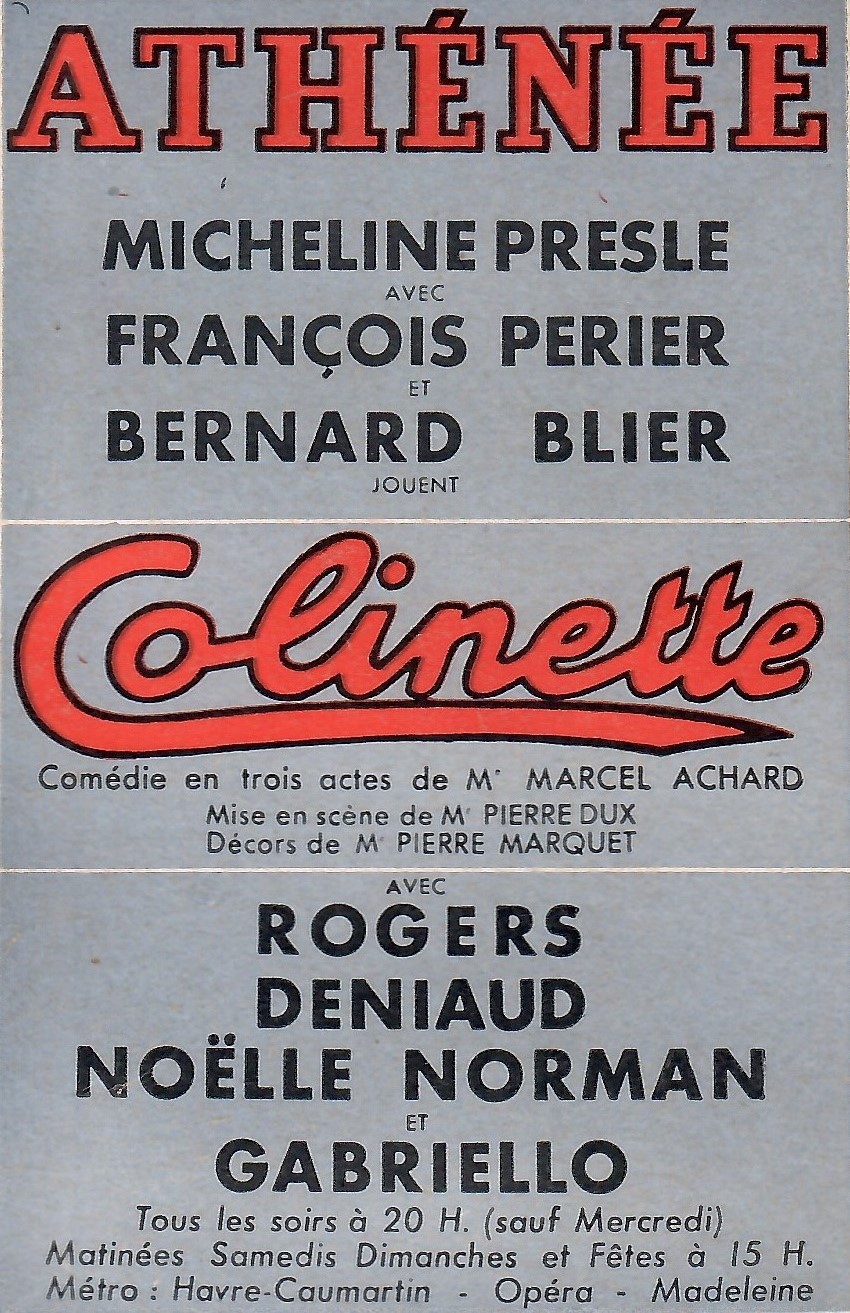 ATHÉNÉE
MICHELINE PRESLE
AVEC
FRANÇOIS PERIER
ET
BERNARD BLIER
JOUENT
Colinette
Comédie en trois actes de Mr MARCEL ACHARD
Mise en scène de Mr PIERRE DUX
Décors de Mr PIERRE MARQUET
AVEC
ROGERS
DENIAUD
NOËLLE NORMAN
ET
GABRIELLO
Tous les soirs à 20 H. (sauf Mercredi)
Matinées Samedis Dimanches et Fêtes à 15 H.
Métro : Havre-Caumartin - Opéra - Madeleine